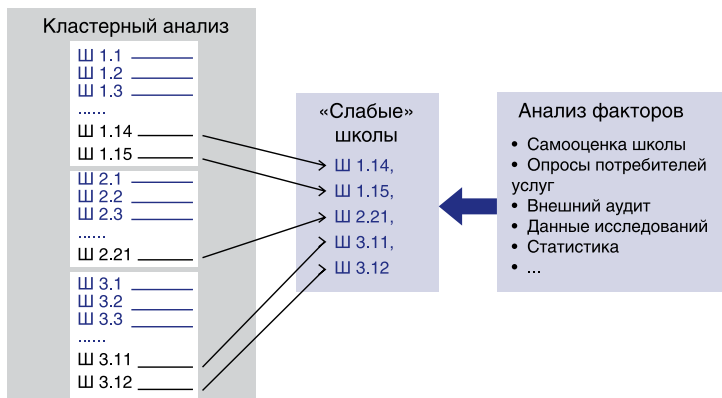 Кластерный анализ
Ш 1.1
Ш 1.2
Ш 1.3
......
Ш 1.14
Ш 1.15
Ш 2.1
Ш 2.2
Ш 2.3
......
Ш 2.21
Ш 3.1
Ш 3.2
Ш 3.3
......
Ш 3.11
Ш 3.12
«Слабые»
школы
Ш 1.14,
Ш 1.15,
Ш 2.21,
Ш 3.11,
Ш 3.12
Анализ факторов
• Самооценка школы
• Опросы потребителей
услуг
• Внешний аудит
• Данные исследований
• Статистика
• ...